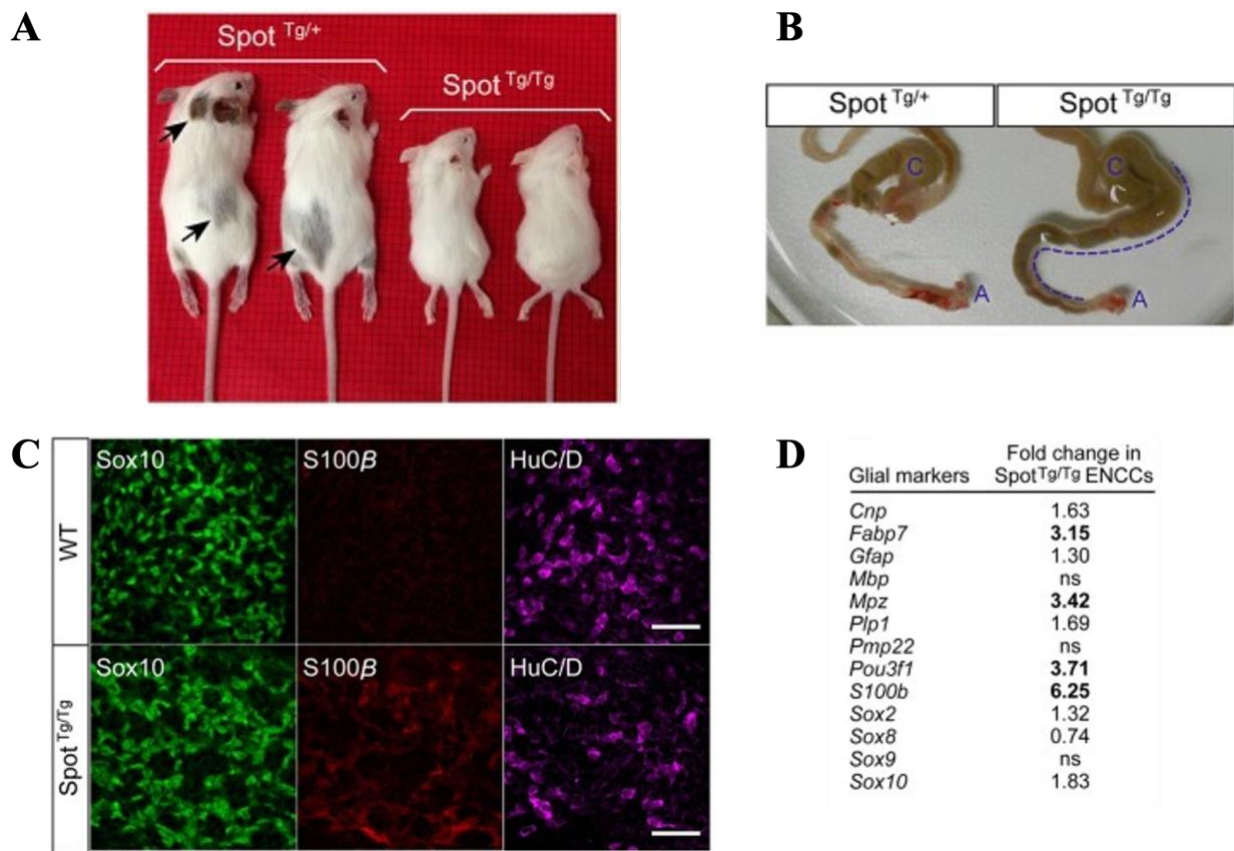 A
Spot Tg/+
Spot Tg/Tg
B
Spot Tg/+
Spot Tg/Tg
C
C
A
A
C
Sox10
S100β
HuC/D
WT
Sox10
S100β
HuC/D
Spot Tg/Tg
D
Glial markers
Fold change in
Spot Tg/Tg ENCCs
Cnp 1.63
Fabp7 3.15
Gfap 1.30
Mbp ns
Mpz 3.42
Plp1 1.69
Pmp22 ns
Pou3f1 3.71
S100b 6.25
Sox2 1.32
Sox8 0.74
Sox9 ns
Sox10 1.83